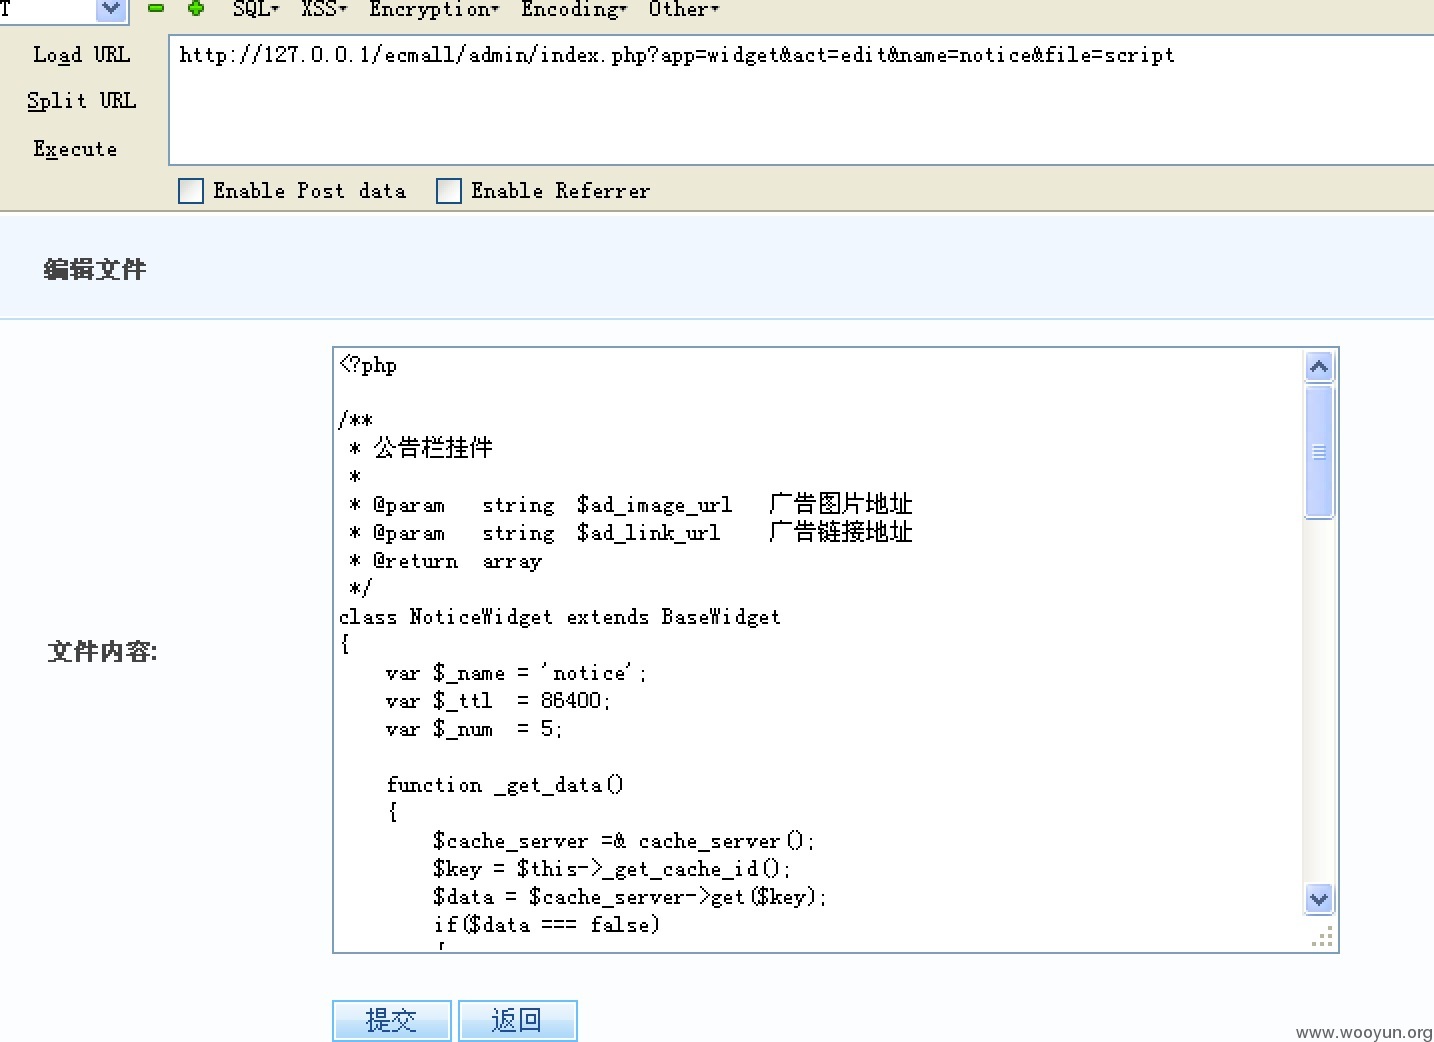 T SQL▾ XSS▾ Encryption▾ Encoding▾ Other▾
Load URL
http://127.0.0.1/ecmall/admin/index.php?app=widget&act=edit&name=notice&file=script
Split URL
Execute
Enable Post data Enable Referrer
编辑文件
文件内容:
<?php
/**
 * 公告栏挂件
 *
 * @param   string  $ad_image_url   广告图片地址
 * @param   string  $ad_link_url    广告链接地址
 * @return  array
 */
class NoticeWidget extends BaseWidget
{
    var $_name = 'notice';
    var $_ttl  = 86400;
    var $_num  = 5;
    function _get_data()
    {
        $cache_server =& cache_server();
        $key = $this->_get_cache_id();
        $data = $cache_server->get($key);
        if($data === false)
        {
提交 返回
www.wooyun.org